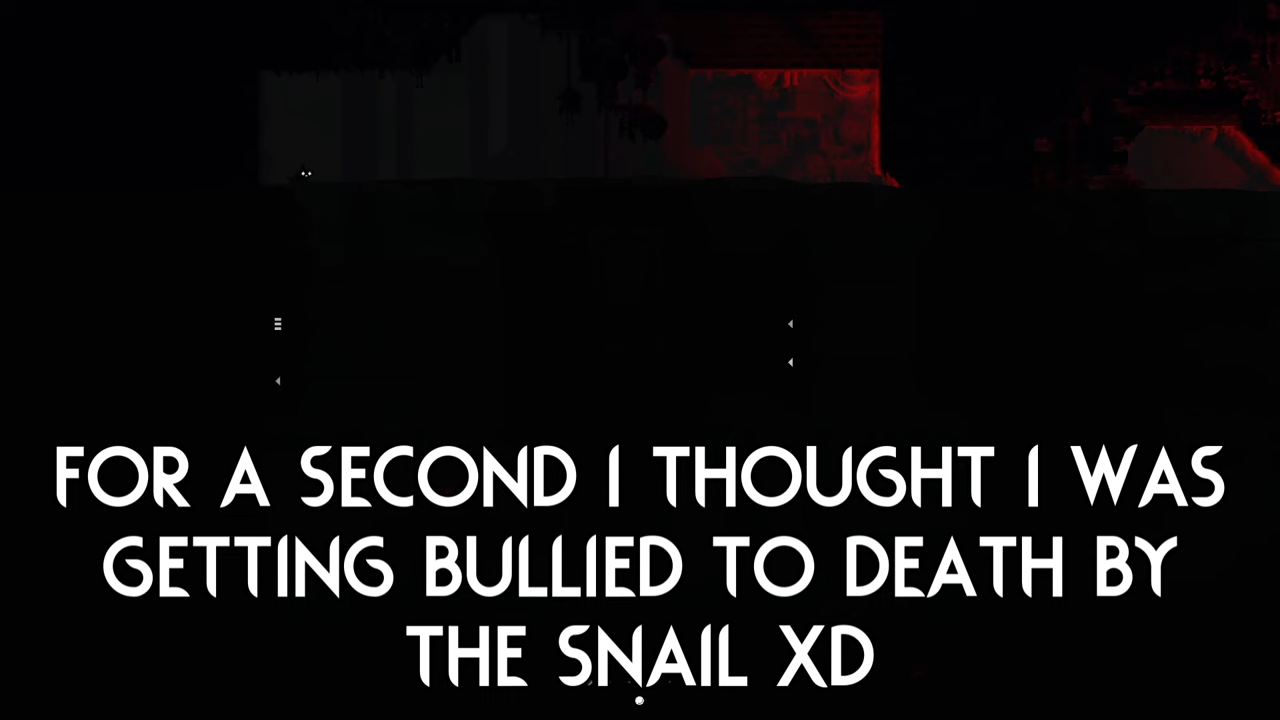 FOR A SECOND I THOUGHT I WAS
GETTING BULLIED TO DEATH BY
THE SNAIL XD